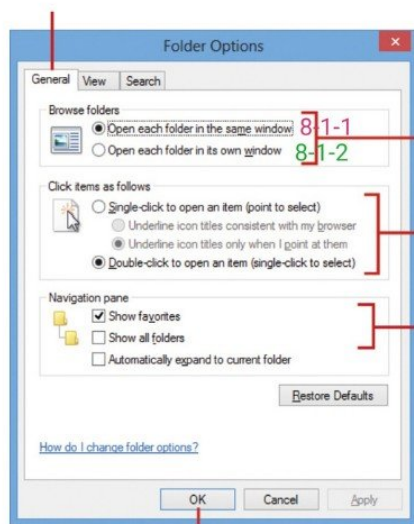 Folder Options
General View Search
Browse folders
Open each folder in the same window 8-1-1
Open each folder in its own window 8-1-2
Click items as follows
Single-click to open an item (point to select)
Underline icon titles consistent with my browser
Underline icon titles only when I point at them
Double-click to open an item (single-click to select)
Navigation pane
Show favorites
Show all folders
Automatically expand to current folder
Restore Defaults
How do I change folder options?
OK Cancel Apply